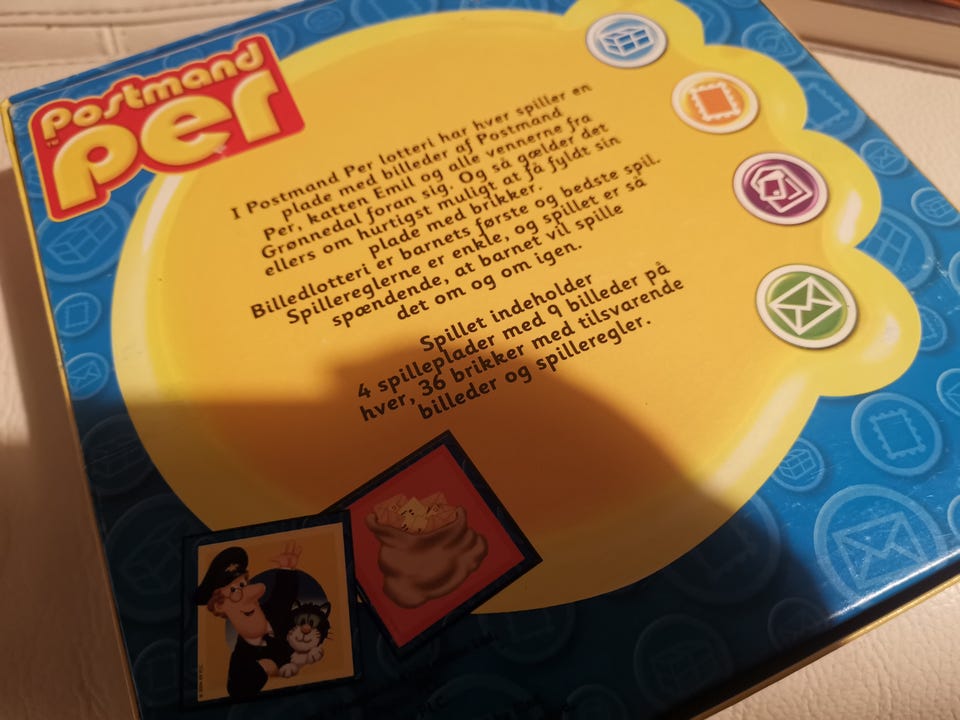 Postmand
per
I Postmand Per lotteri har hver spiller en
plade med billeder af Postmand
Per, katten Emil og alle vennerne fra
Grønnedal foran sig. Og så gælder det
ellers om hurtigst muligt at få fyldt sin
plade med brikker.
Billedlotteri er barnets første og bedste spil.
Spillereglerne er enkle, og spillet er så
spændende, at barnet vil spille
det om og om igen.
Spillet indeholder
4 spilleplader med 9 billeder på
hver, 36 brikker med tilsvarende
billeder og spilleregler.